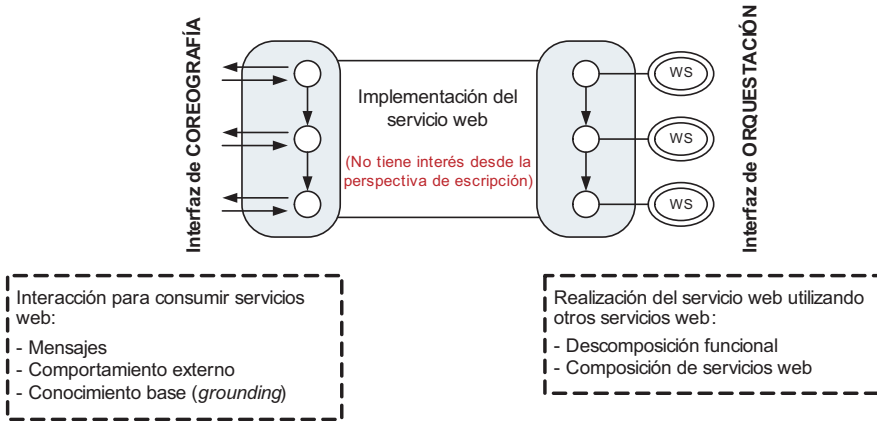 Interfaz de COREOGRAFÍA
Implementación del
servicio web
(No tiene interés desde la
perspectiva de escripción)
WS
WS
WS
Interfaz de ORQUESTACIÓN
Interacción para consumir servicios
web:
- Mensajes
- Comportamiento externo
- Conocimiento base (grounding)
Realización del servicio web utilizando
otros servicios web:
- Descomposición funcional
- Composición de servicios web